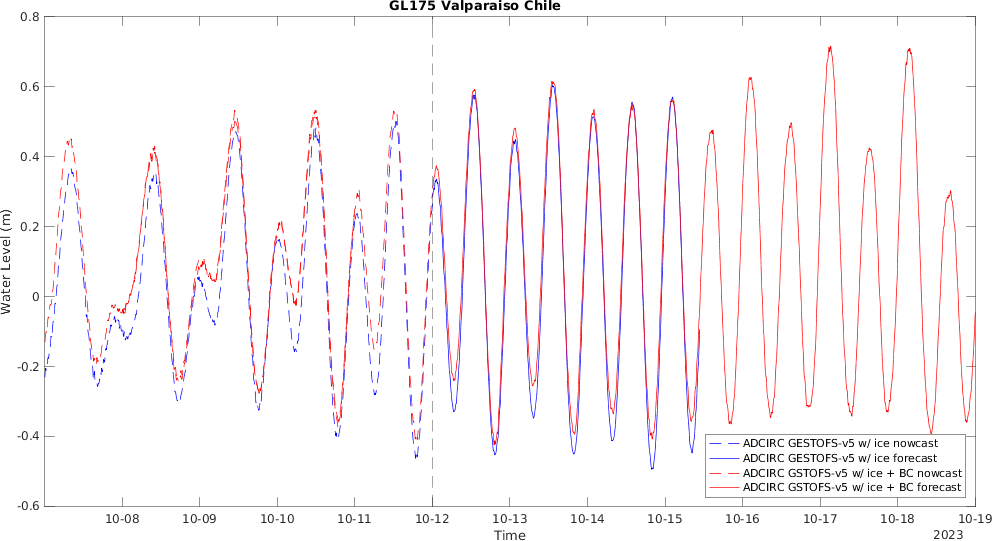 GL175 Valparaiso Chile
0.8
0.6
0.4
0.2
0
-0.2
-0.4
-0.6
Water Level (m)
ADCIRC GESTOFS-v5 w/ ice nowcast
ADCIRC GESTOFS-v5 w/ ice forecast
ADCIRC GSTOFS-v5 w/ ice + BC nowcast
ADCIRC GSTOFS-v5 w/ ice + BC forecast
10-08 10-09 10-10 10-11 10-12 10-13 10-14 10-15 10-16 10-17 10-18 10-19
Time
2023